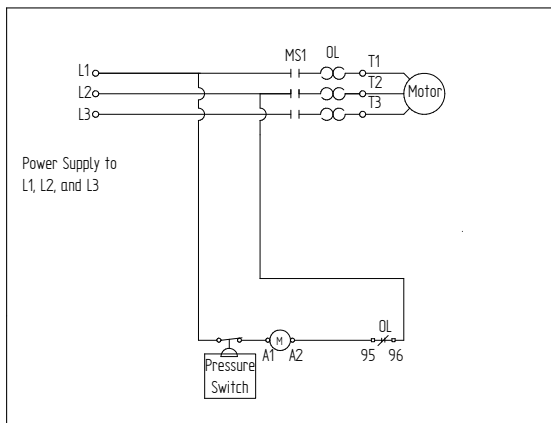 MS1 OL
L1 T1
L2 T2 Motor
L3 T3
Power Supply to
L1, L2, and L3
M OL
A1 A2 95 96
Pressure
Switch